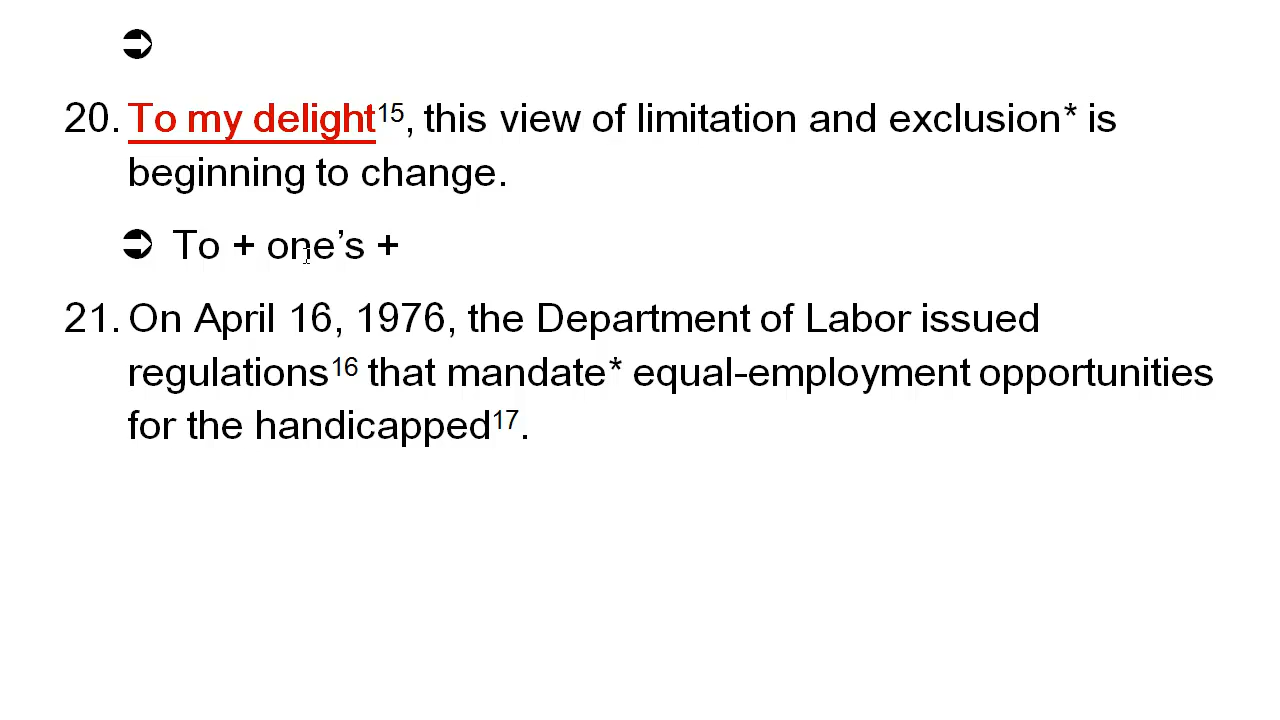 ➲
20. To my delight15, this view of limitation and exclusion* is
beginning to change.
➲ To + one’s +
21. On April 16, 1976, the Department of Labor issued
regulations16 that mandate* equal-employment opportunities
for the handicapped17.